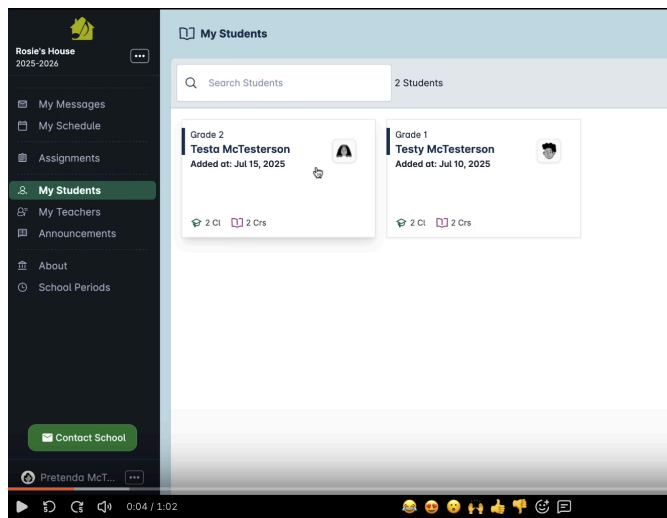 Rosie's House
2025-2026
My Messages
My Schedule
Assignments
My Students
My Teachers
Announcements
About
School Periods
Contact School
Pretenda McT...
My Students
Search Students
2 Students
Grade 2
Testa McTesterson
Added at: Jul 15, 2025
2 Cl 2 Crs
Grade 1
Testy McTesterson
Added at: Jul 10, 2025
2 Cl 2 Crs
0:04 / 1:02